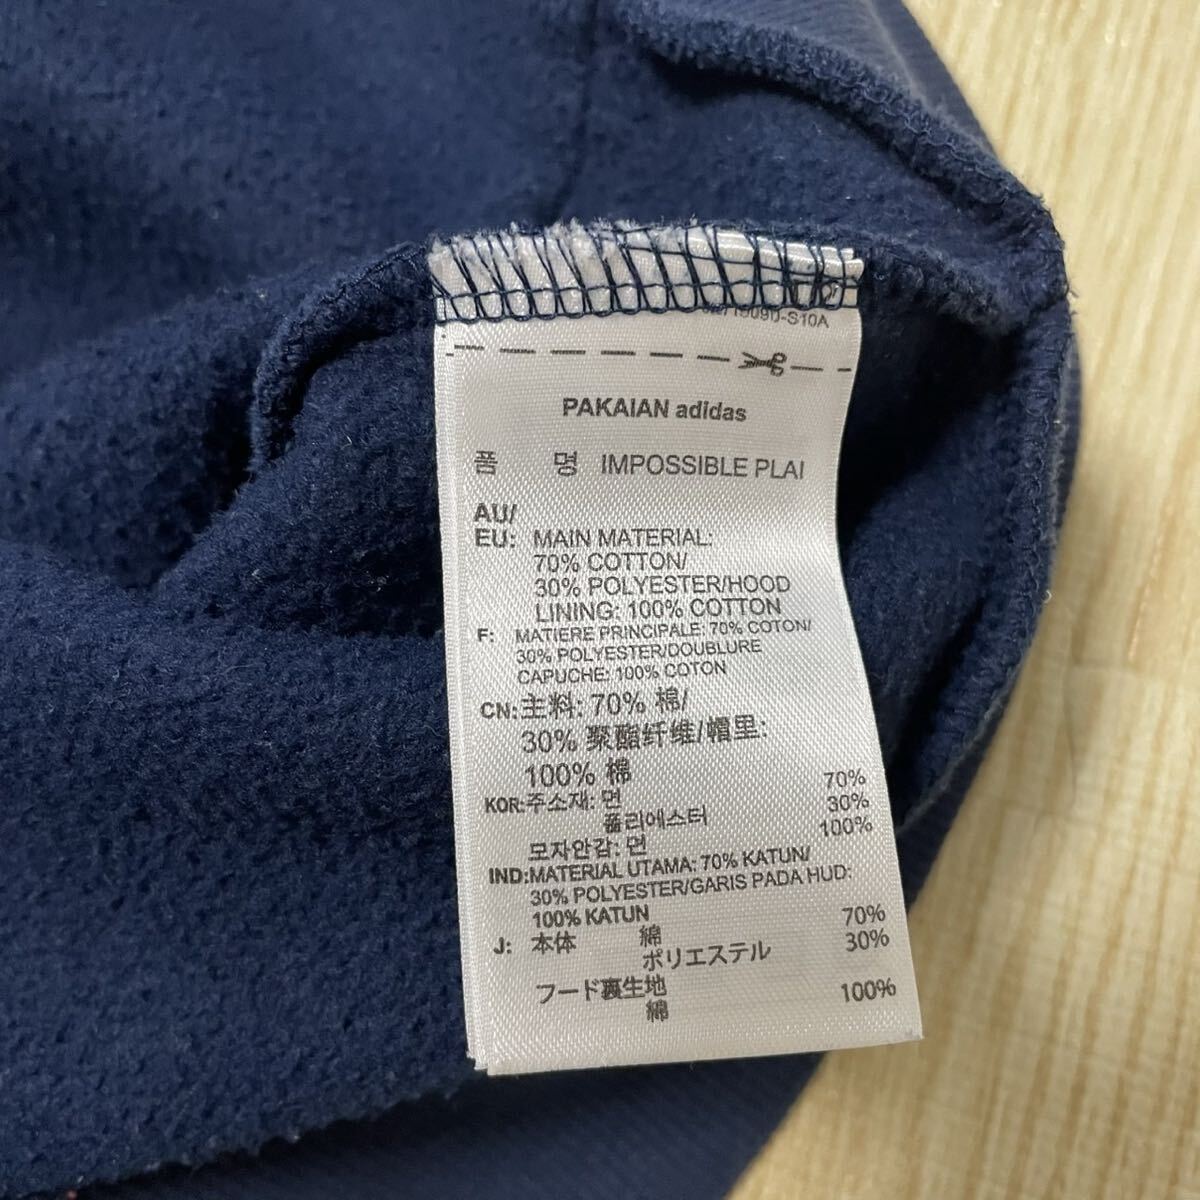 PAKAIAN adidas
품 명 IMPOSSIBLE PLAI
AU/
EU: MAIN MATERIAL:
70% COTTON/
30% POLYESTER/HOOD
LINING: 100% COTTON
F: MATIERE PRINCIPALE: 70% COTON/
30% POLYESTER/DOUBLURE
CAPUCHE: 100% COTON
CN:主料: 70% 棉/
30% 聚酯纤维/帽里:
100% 棉
KOR:주소재: 면 70%
폴리에스터 30%
모자안감: 면 100%
IND:MATERIAL UTAMA: 70% KATUN/
30% POLYESTER/GARIS PADA HUD:
100% KATUN
J: 本体 綿 70%
ポリエステル 30%
フード裏生地
綿 100%